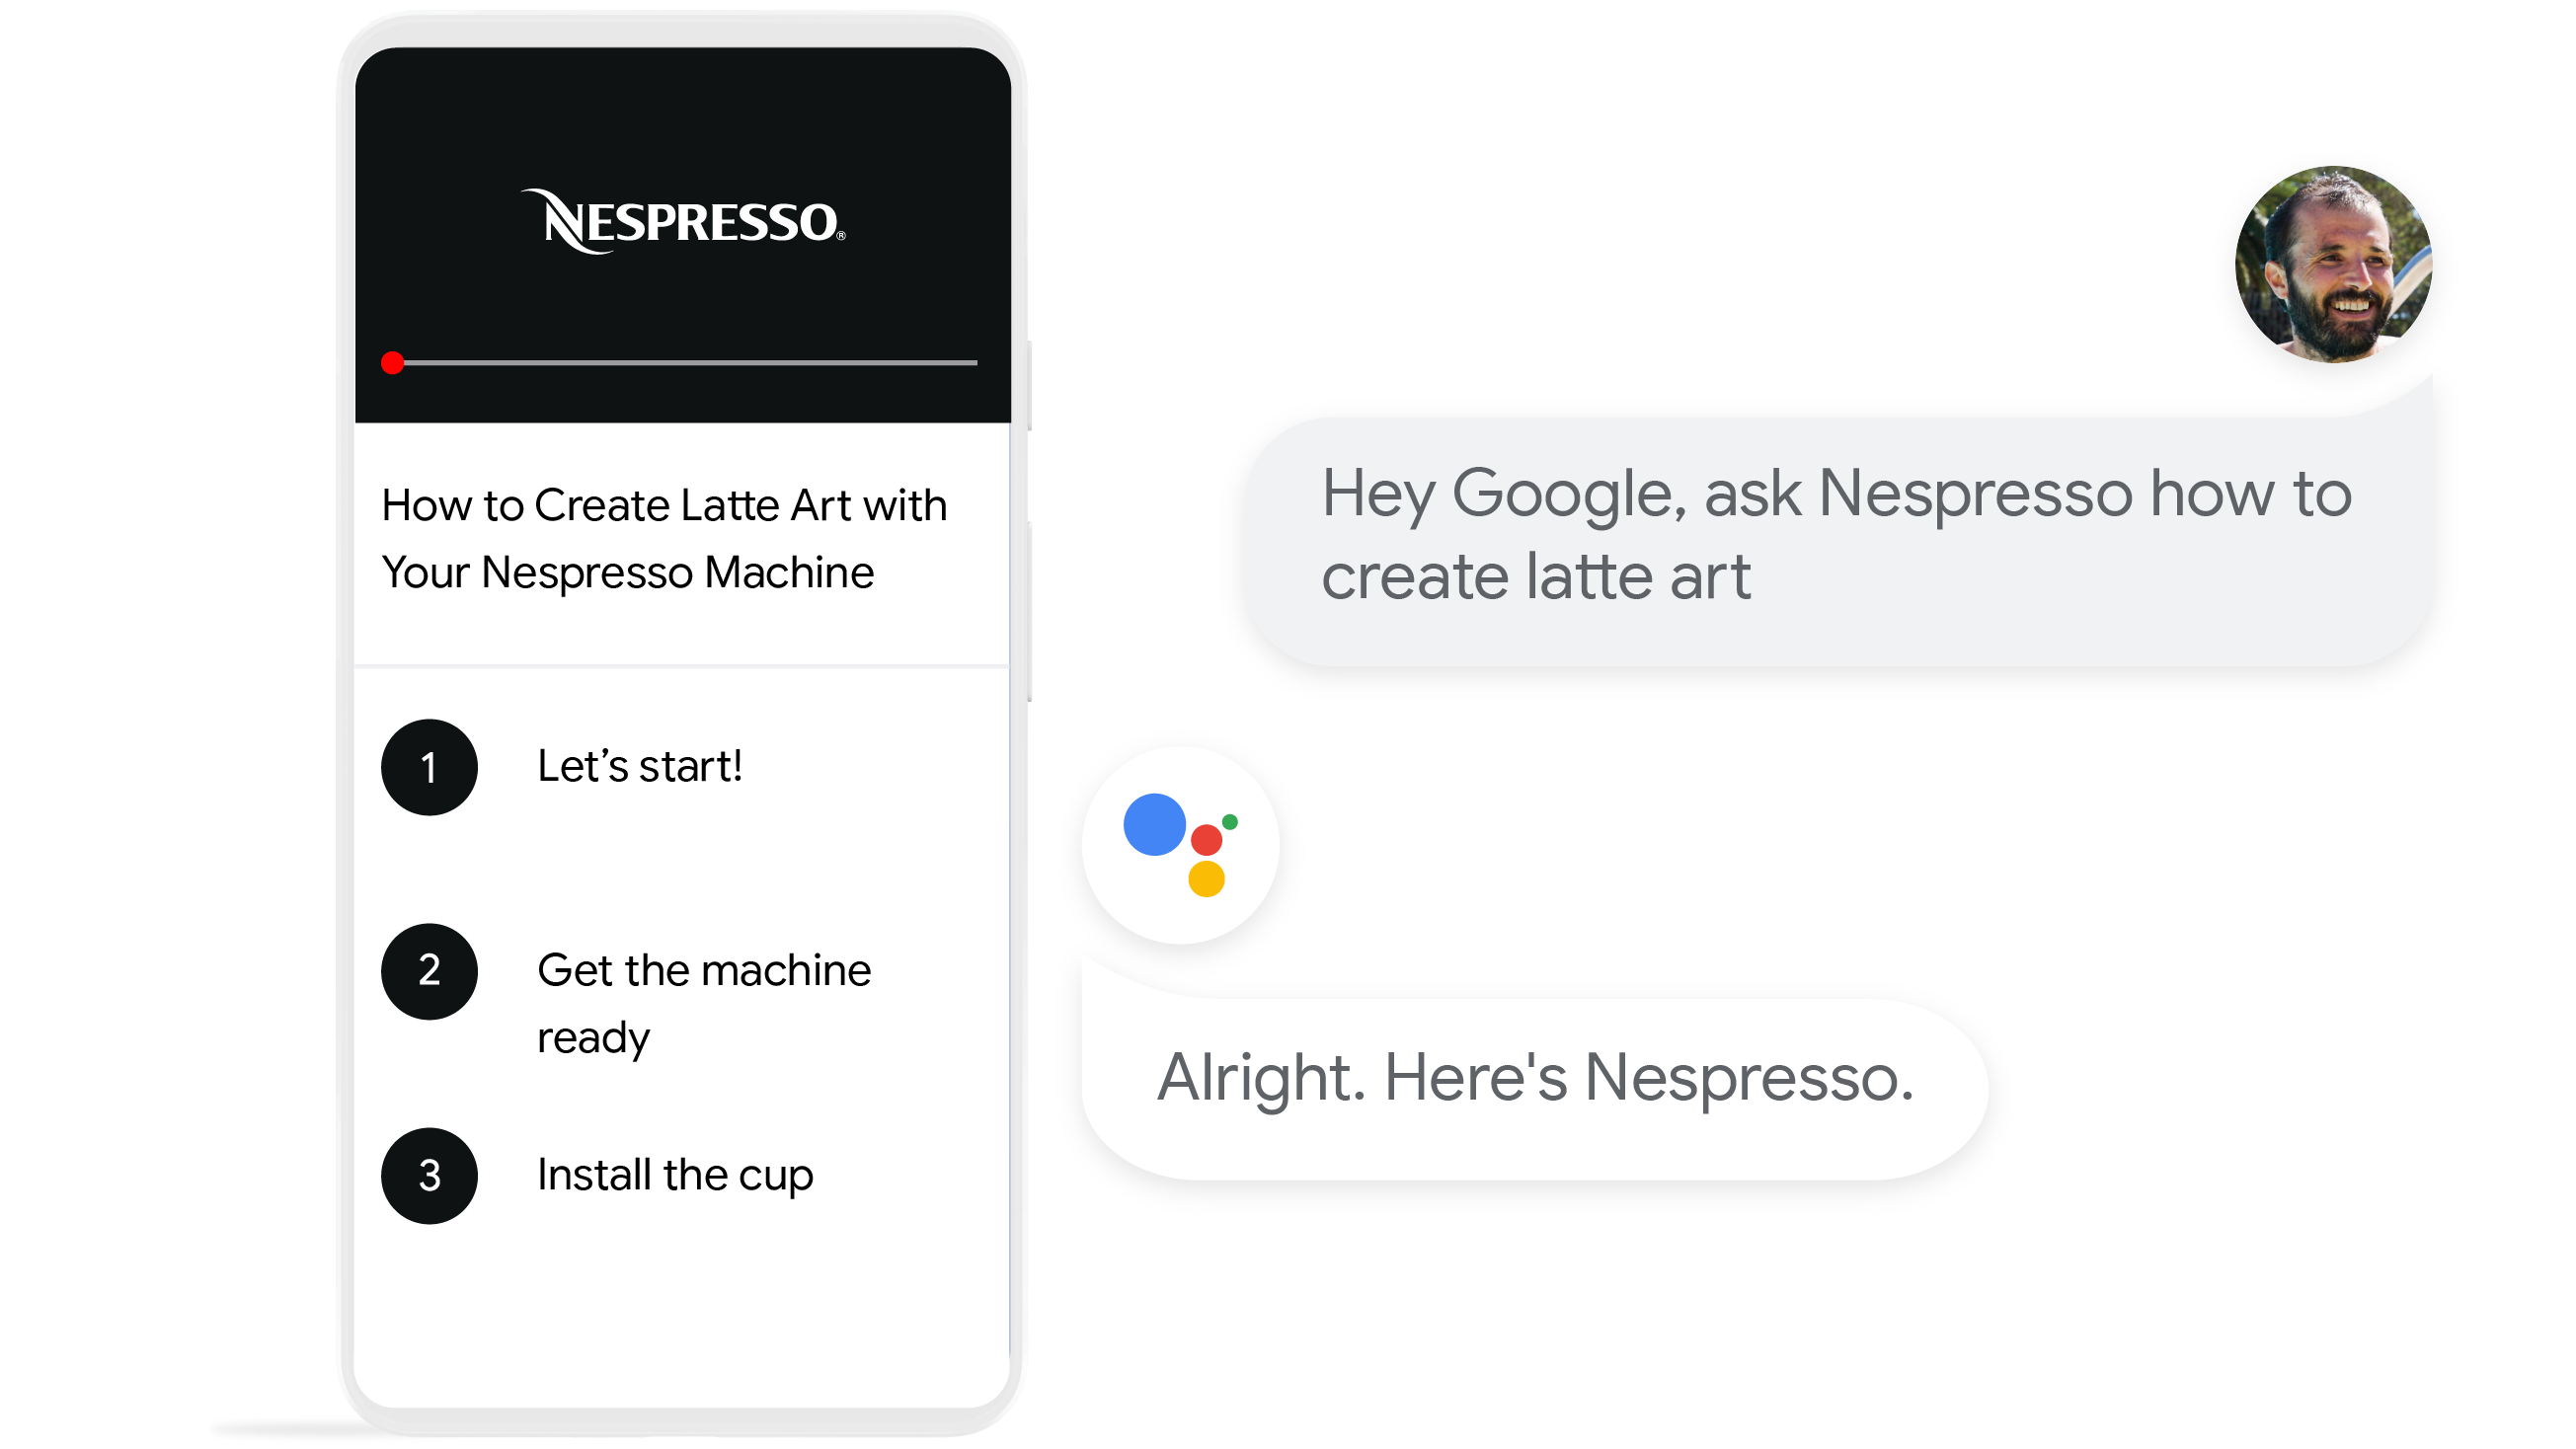 NESPRESSO®
How to Create Latte Art with
Your Nespresso Machine
1 Let’s start!
2 Get the machine
ready
3 Install the cup
Hey Google, ask Nespresso how to
create latte art
Alright. Here's Nespresso.